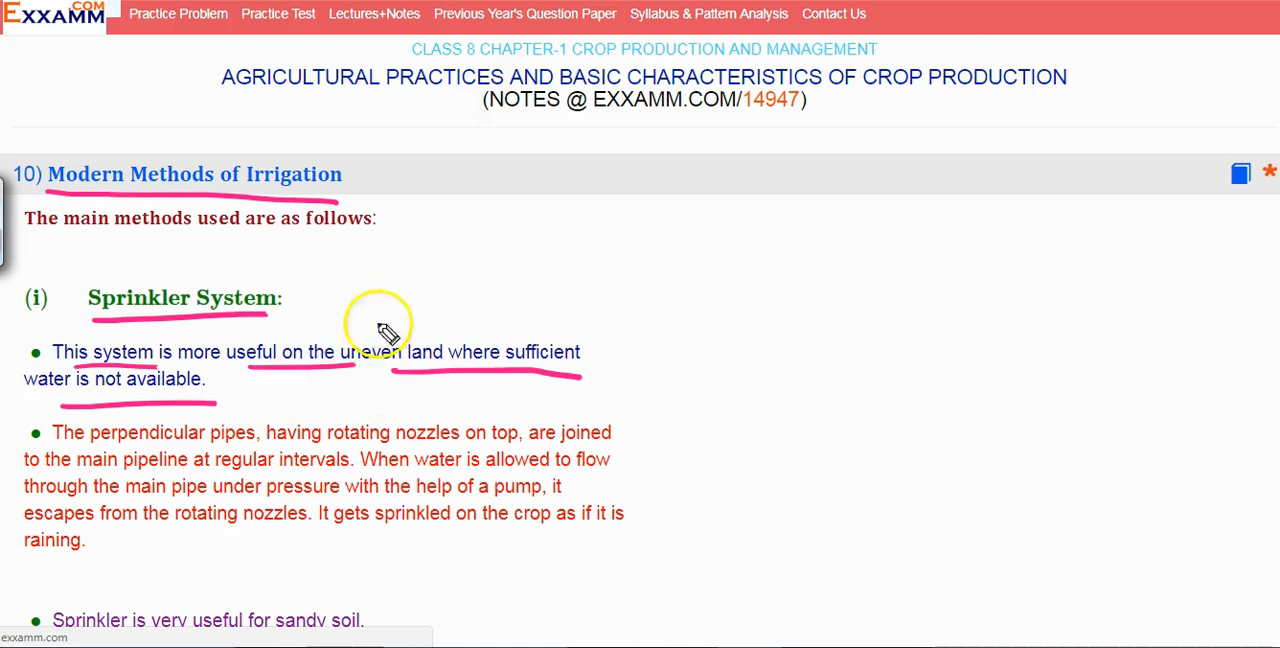 EXXAMM.COM
Practice Problem Practice Test Lectures+Notes Previous Year's Question Paper Syllabus & Pattern Analysis Contact Us
CLASS 8 CHAPTER-1 CROP PRODUCTION AND MANAGEMENT
AGRICULTURAL PRACTICES AND BASIC CHARACTERISTICS OF CROP PRODUCTION
(NOTES @ EXXAMM.COM/14947)
10) Modern Methods of Irrigation *
The main methods used are as follows:
(i) Sprinkler System:
● This system is more useful on the uneven land where sufficient
water is not available.
● The perpendicular pipes, having rotating nozzles on top, are joined
to the main pipeline at regular intervals. When water is allowed to flow
through the main pipe under pressure with the help of a pump, it
escapes from the rotating nozzles. It gets sprinkled on the crop as if it is
raining.
● Sprinkler is very useful for sandy soil.
exxamm.com